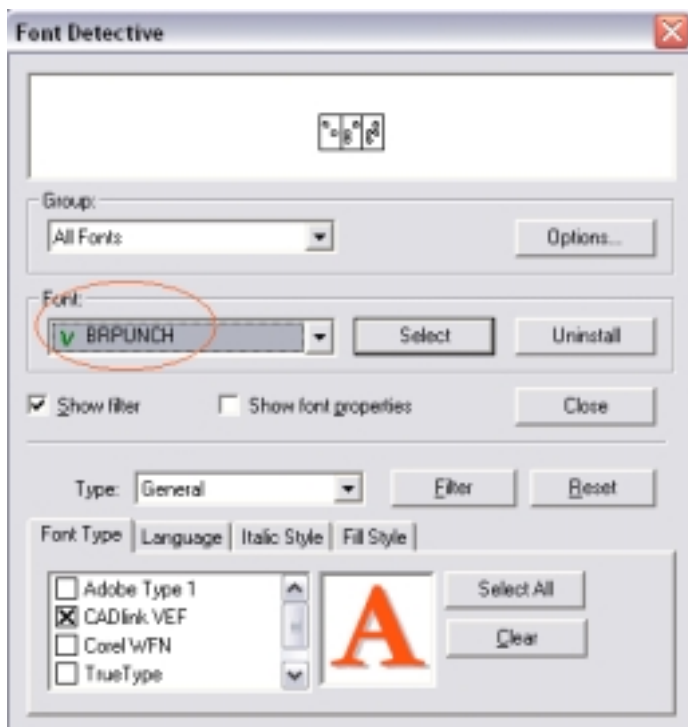 Font Detective
Group:
All Fonts
Options...
Font:
BRPUNCH
Select
Uninstall
Show filter
Show font properties
Close
Type:
General
Filter
Reset
Font Type
Language
Italic Style
Fill Style
Adobe Type 1
CADlink VEF
Corel WFN
TrueType
A
Select All
Clear